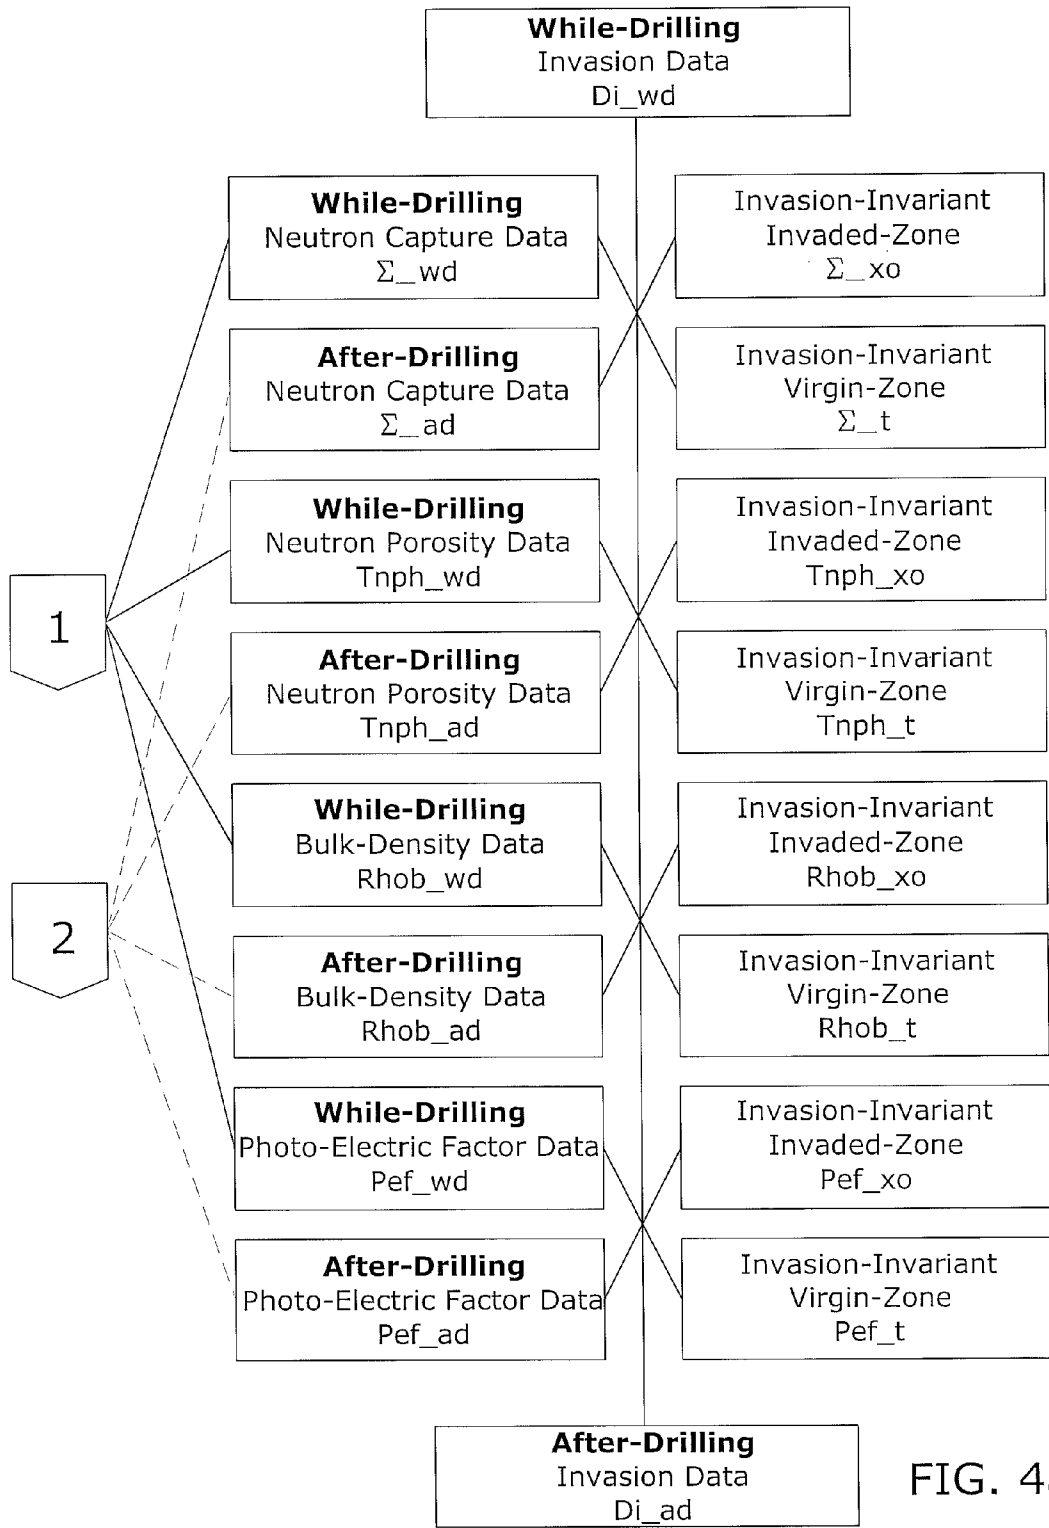 While-Drilling
Invasion Data
Di_wd
While-Drilling
Neutron Capture Data
Σ_wd
Invasion-Invariant
Invaded-Zone
Σ_xo
After-Drilling
Neutron Capture Data
Σ_ad
Invasion-Invariant
Virgin-Zone
Σ_t
While-Drilling
Neutron Porosity Data
Tnph_wd
Invasion-Invariant
Invaded-Zone
Tnph_xo
1
After-Drilling
Neutron Porosity Data
Tnph_ad
Invasion-Invariant
Virgin-Zone
Tnph_t
While-Drilling
Bulk-Density Data
Rhob_wd
Invasion-Invariant
Invaded-Zone
Rhob_xo
2
After-Drilling
Bulk-Density Data
Rhob_ad
Invasion-Invariant
Virgin-Zone
Rhob_t
While-Drilling
Photo-Electric Factor Data
Pef_wd
Invasion-Invariant
Invaded-Zone
Pef_xo
After-Drilling
Photo-Electric Factor Data
Pef_ad
Invasion-Invariant
Virgin-Zone
Pef_t
After-Drilling
Invasion Data
Di_ad
FIG.